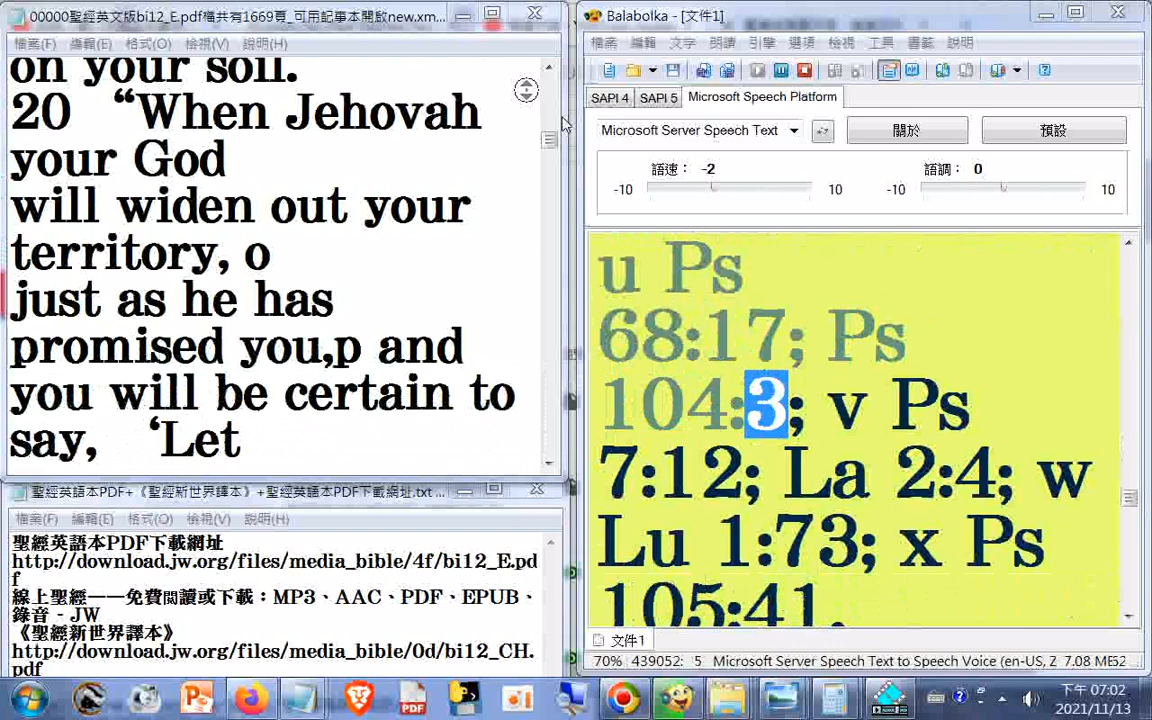 00000聖經英文版bi12_E.pdf檔共有1669頁_可用記事本開啟new.xm...
檔案(F) 編輯(E) 格式(O) 檢視(V) 說明(H)
on your soil.
20 “When Jehovah
your God
will widen out your
territory, o
just as he has
promised you,p and
you will be certain to
say, ‘Let
聖經英語本PDF+《聖經新世界譯本》+聖經英語本PDF下載網址.txt ...
檔案(F) 編輯(E) 格式(O) 檢視(V) 說明(H)
聖經英語本PDF下載網址
http://download.jw.org/files/media_bible/4f/bi12_E.pd
f
線上聖經——免費閱讀或下載：MP3、AAC、PDF、EPUB、
錄音 - JW
《聖經新世界譯本》
http://download.jw.org/files/media_bible/0d/bi12_CH.
pdf
Balabolka - [文件1]
檔案 編輯 文字 朗讀 引擎 選項 檢視 工具 書籤 說明
SAPI 4 SAPI 5 Microsoft Speech Platform
Microsoft Server Speech Text 關於 預設
語速： -2 語調： 0
-10 10 -10 10
u Ps
68:17; Ps
104:3; v Ps
7:12; La 2:4; w
Lu 1:73; x Ps
105:41.
文件1
70% 439052: 5 Microsoft Server Speech Text to Speech Voice (en-US, Z 7.08 MB
下午 07:02
2021/11/13